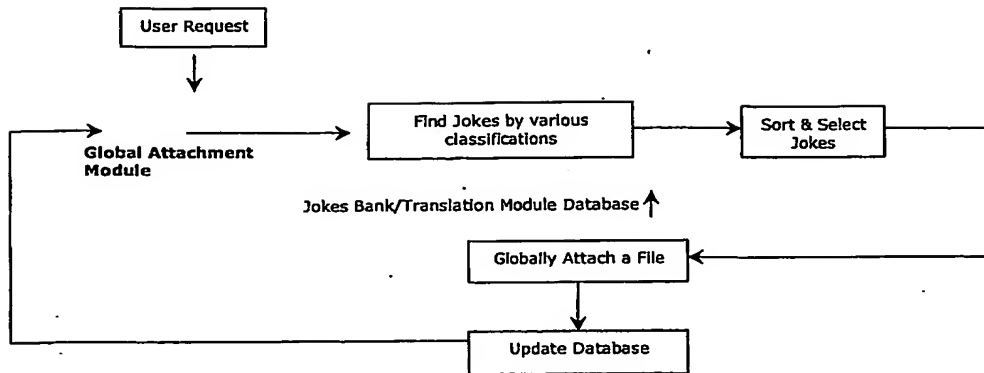 User Request
Find Jokes by various
classifications
Sort & Select
Jokes
Global Attachment
Module
Jokes Bank/Translation Module Database
Globally Attach a File
Update Database